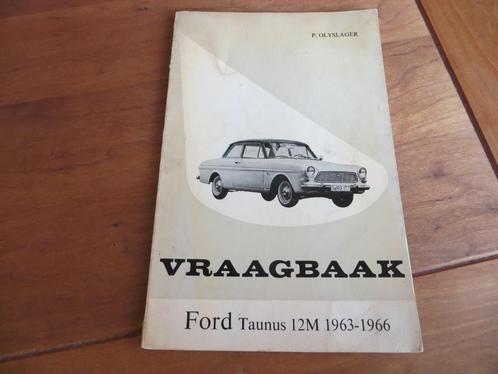 P. OLYSLAGER
VRAAGBAAK
Ford Taunus 12M 1963-1966